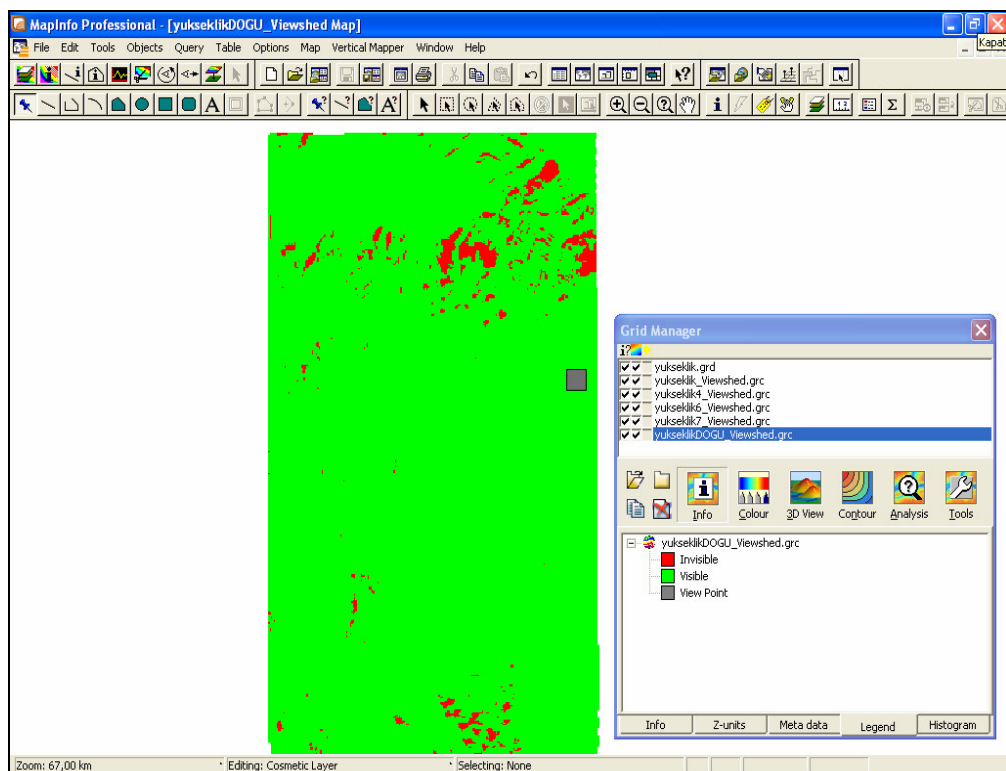 MapInfo Professional - [yukseklikDOGU_Viewshed Map]
Kapat
File Edit Tools Objects Query Table Options Map Vertical Mapper Window Help
Grid Manager
yukseklik.grd
yukseklik_Viewshed.grc
yukseklik4_Viewshed.grc
yukseklik6_Viewshed.grc
yukseklik7_Viewshed.grc
yukseklikDOGU_Viewshed.grc
Info Colour 3D View Contour Analysis Tools
yukseklikDOGU_Viewshed.grc
Invisible
Visible
View Point
Info Z-units Meta data Legend Histogram
Zoom: 67,00 km Editing: Cosmetic Layer Selecting: None